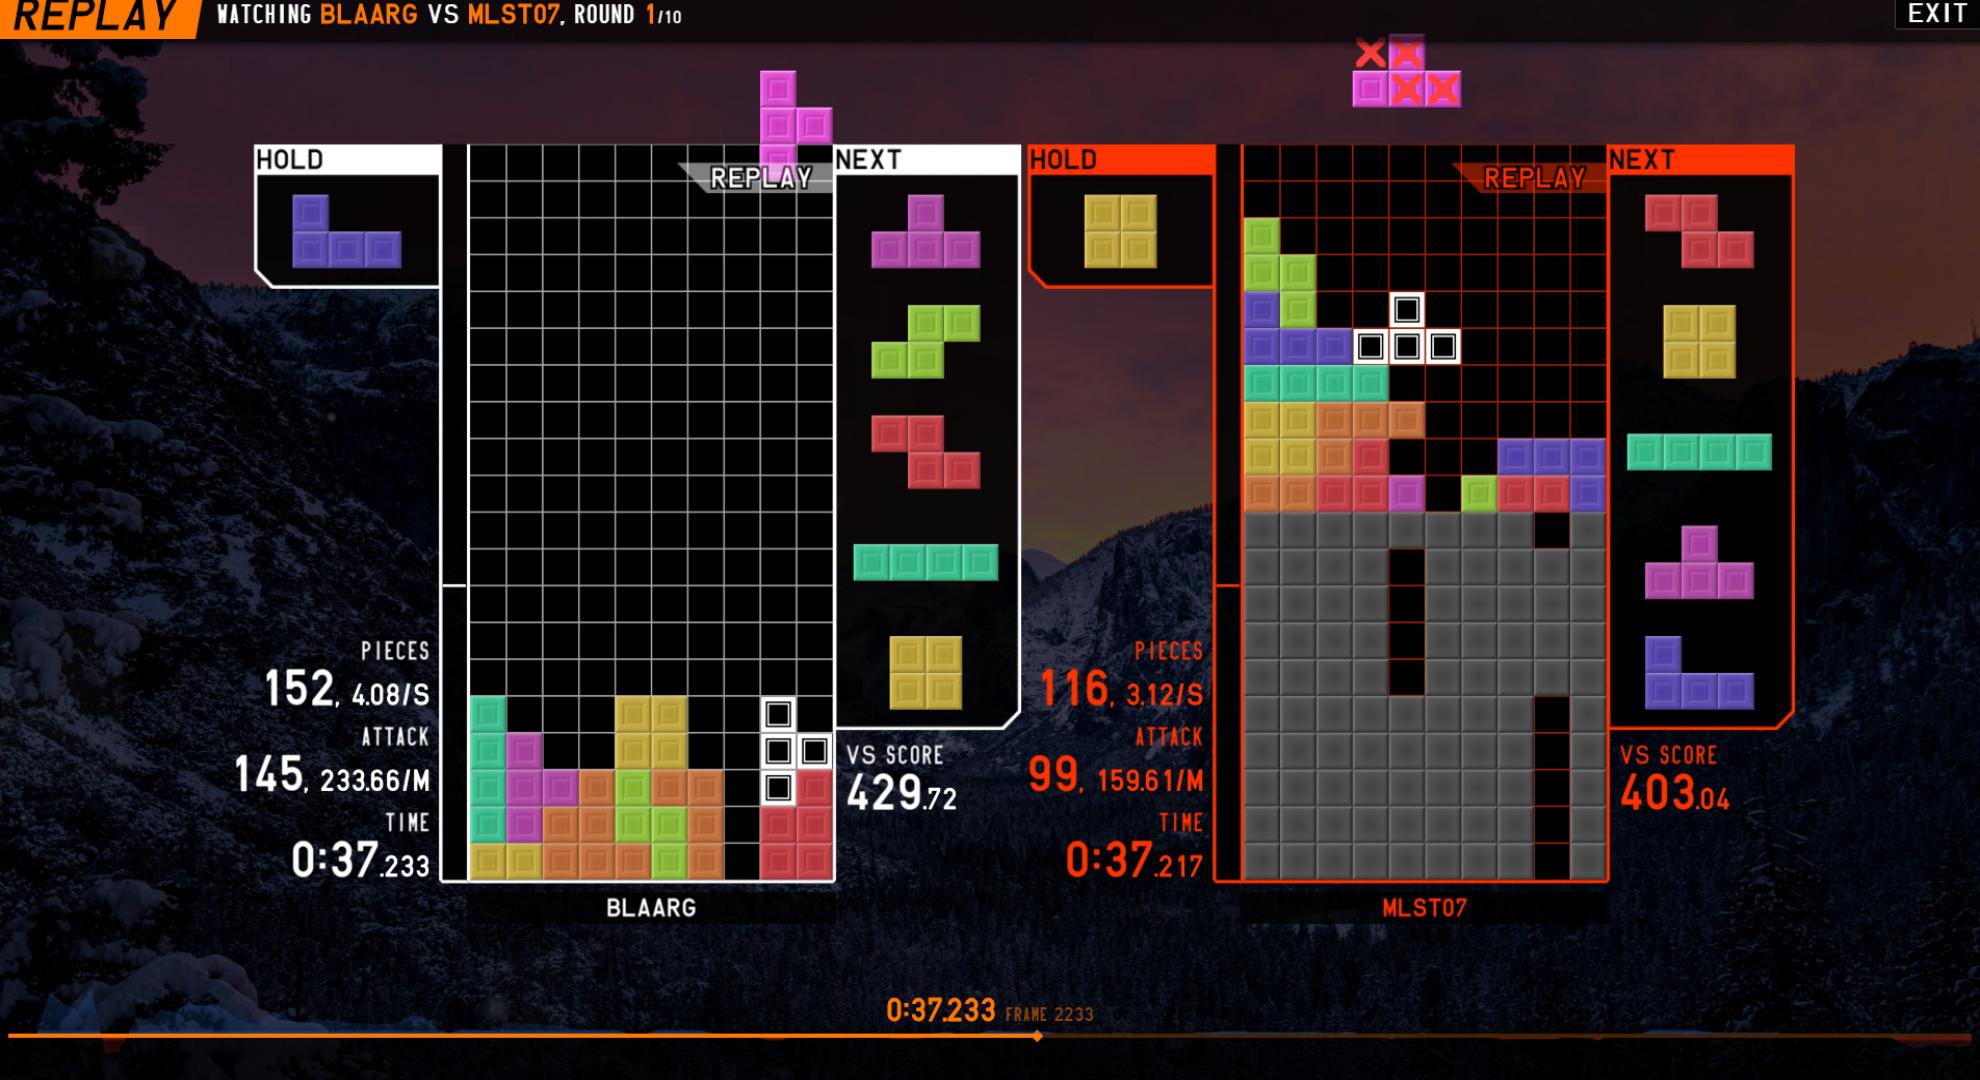 REPLAY
WATCHING BLAARG VS MLST07, ROUND 1/10
EXIT
HOLD
REPLAY
NEXT
HOLD
REPLAY
NEXT
PIECES
152, 4.08/S
ATTACK
145, 233.66/M
TIME
0:37.233
VS SCORE
429.72
PIECES
116, 3.12/S
ATTACK
99, 159.61/M
TIME
0:37.217
VS SCORE
403.04
BLAARG
MLST07
0:37.233 FRAME 2233